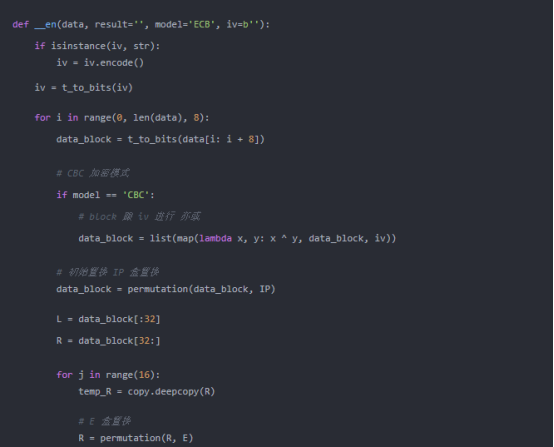 def __en(data, result='', model='ECB', iv=b''):
    if isinstance(iv, str):
        iv = iv.encode()
    iv = t_to_bits(iv)
    for i in range(0, len(data), 8):
        data_block = t_to_bits(data[i: i + 8])
        # CBC 加密模式
        if model == 'CBC':
            # block 跟 iv 进行 亦或
            data_block = list(map(lambda x, y: x ^ y, data_block, iv))
        # 初始置换 IP 盒置换
        data_block = permutation(data_block, IP)
        L = data_block[:32]
        R = data_block[32:]
        for j in range(16):
            temp_R = copy.deepcopy(R)
            # E 盒置换
            R = permutation(R, E)